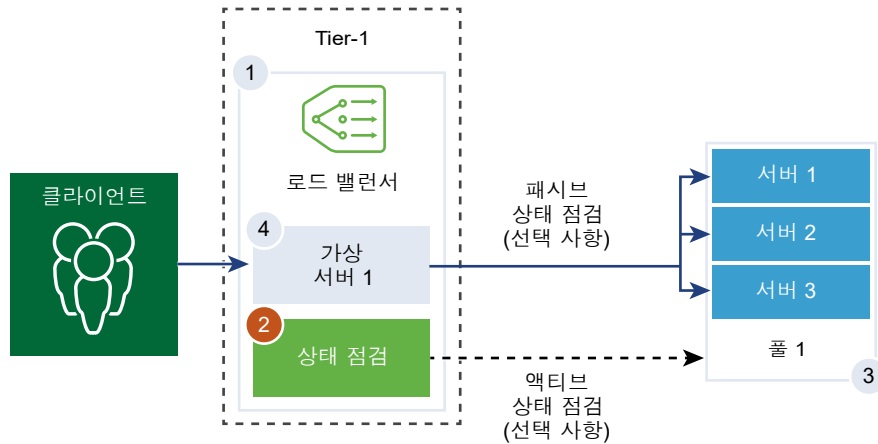 Tier-1
1
로드 밸런서
클라이언트
4
가상
서버 1
2
상태 점검
패시브
상태 점검
(선택 사항)
액티브
상태 점검
(선택 사항)
서버 1
서버 2
서버 3
풀 1
3